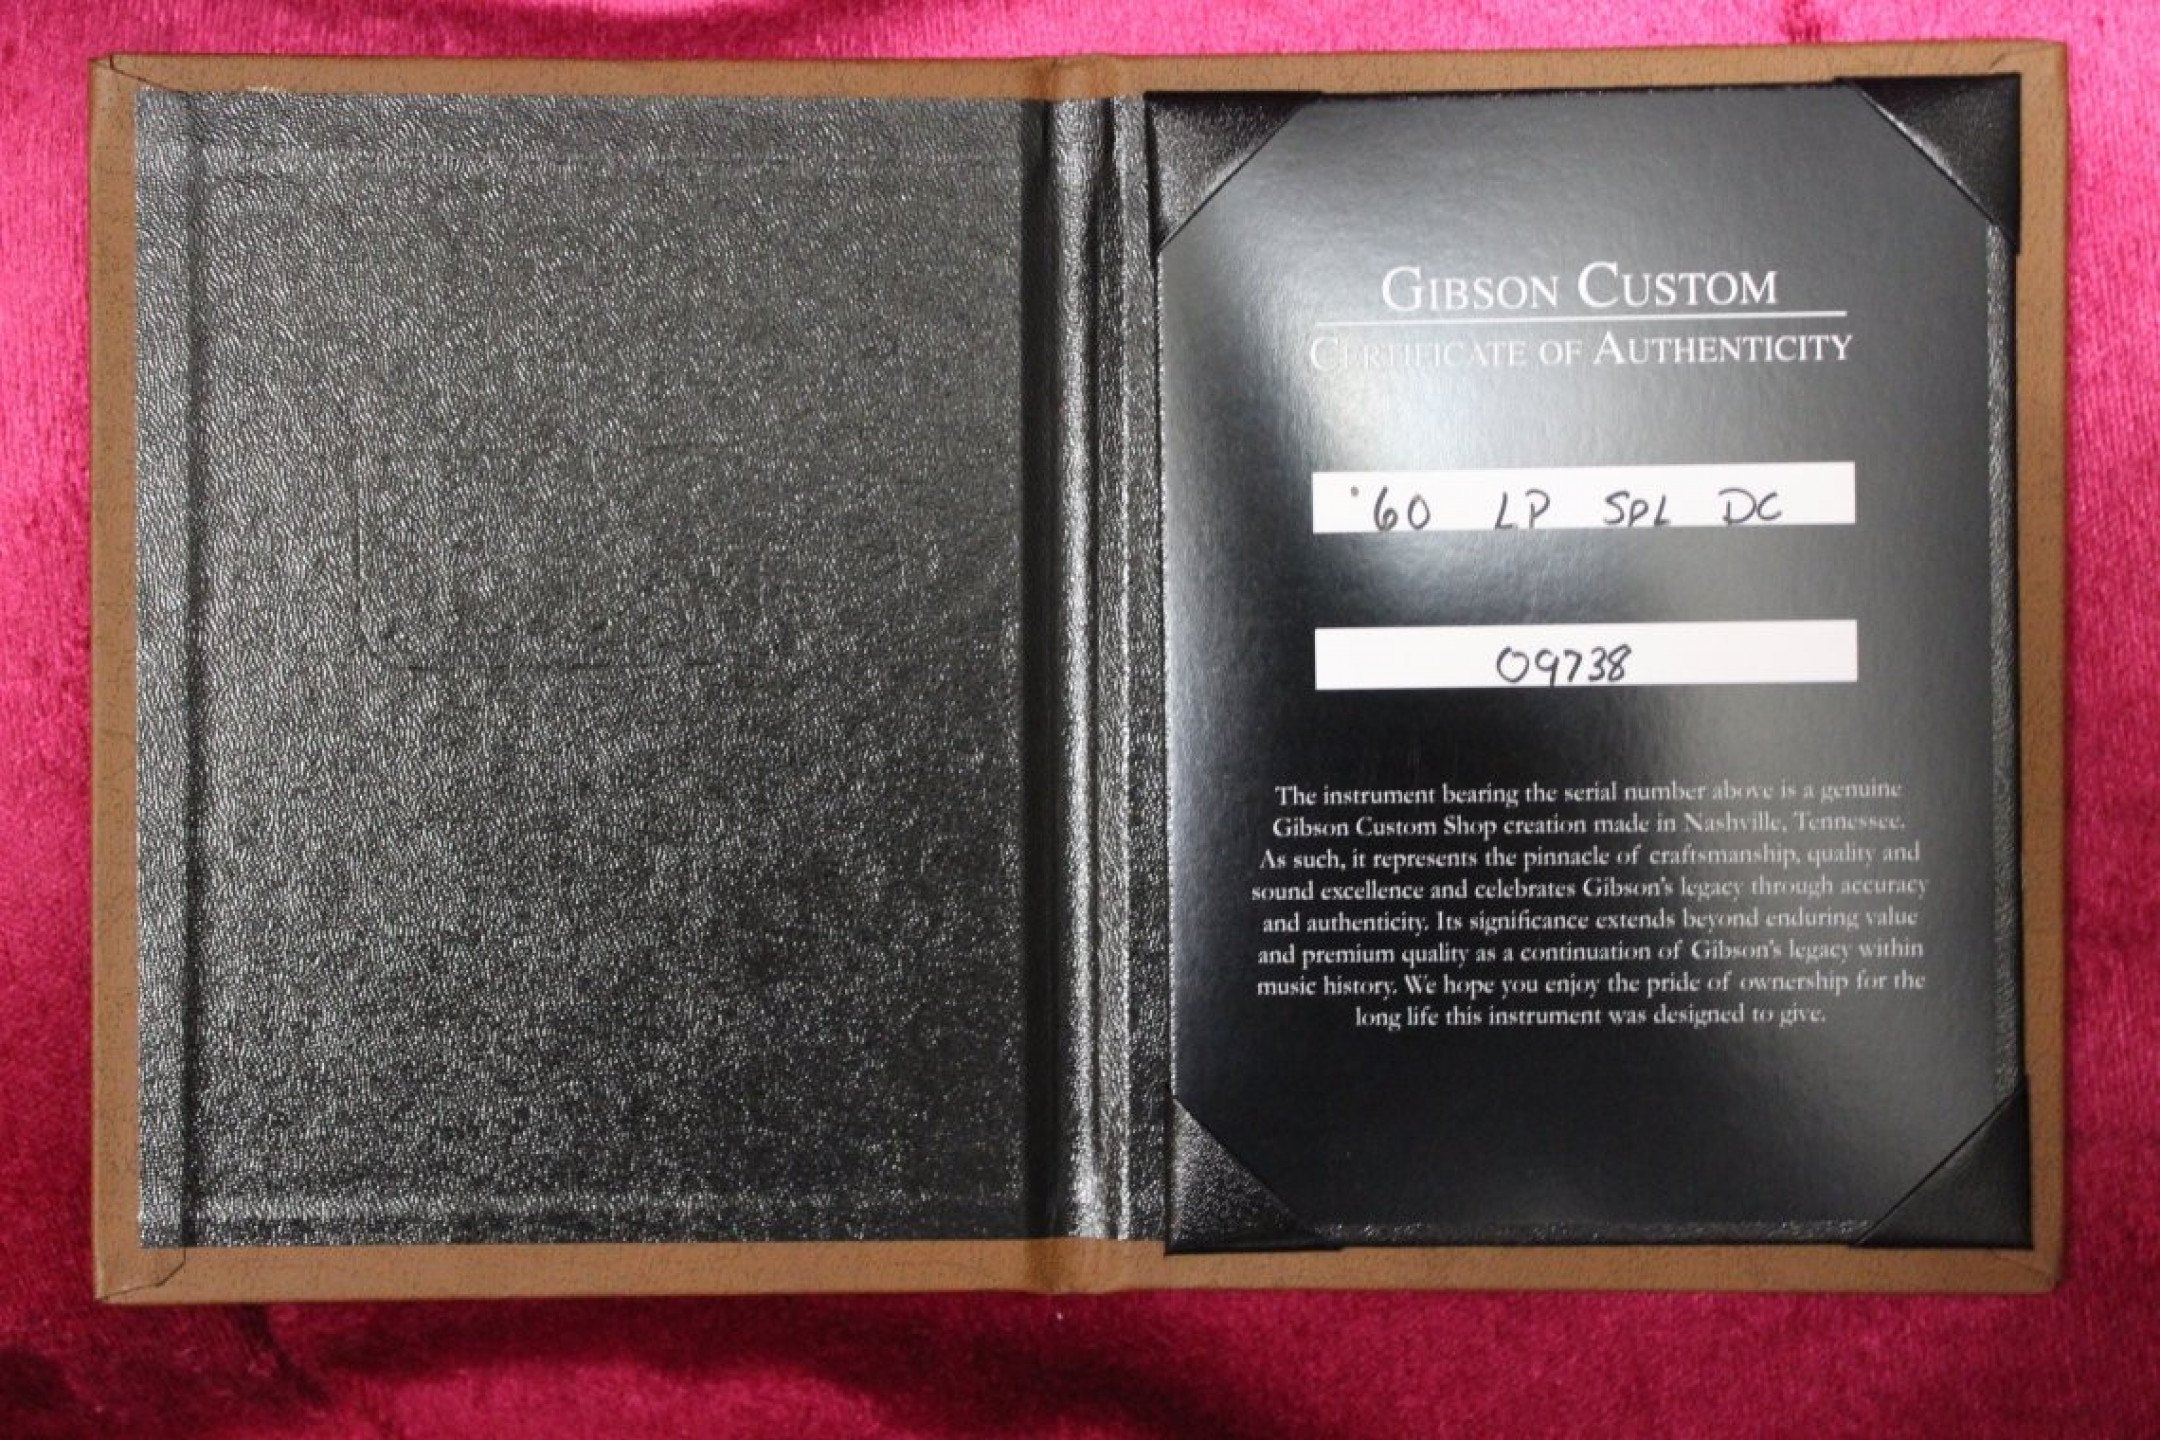 GIBSON CUSTOM
CERTIFICATE OF AUTHENTICITY
'60 LP SPL DC
09738
The instrument bearing the serial number above is a genuine
Gibson Custom Shop creation made in Nashville, Tennessee.
As such, it represents the pinnacle of craftsmanship, quality and
sound excellence and celebrates Gibson's legacy through accuracy
and authenticity. Its significance extends beyond enduring value
and premium quality as a continuation of Gibson's legacy within
music history. We hope you enjoy the pride of ownership for the
long life this instrument was designed to give.